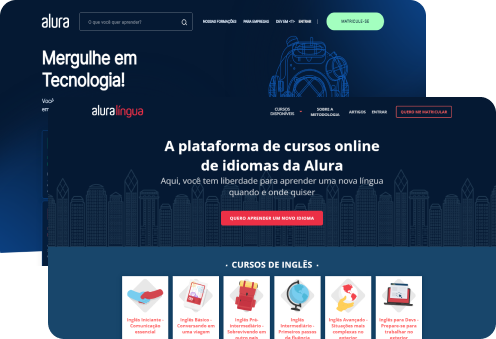 alura
O que você quer aprender?
NOSSAS FORMAÇÕES
PARA EMPRESAS
DEV EM <T>
ENTRAR
MATRICULE-SE
Mergulhe em
Tecnologia!
Você
em
aluralíngua
CURSOS
DISPONÍVEIS
SOBRE A
METODOLOGIA
ARTIGOS
ENTRAR
QUERO ME MATRICULAR
A plataforma de cursos online
de idiomas da Alura
Aqui, você tem liberdade para aprender uma nova língua
quando e onde quiser
QUERO APRENDER UM NOVO IDIOMA
• CURSOS DE INGLÊS •
Inglês Iniciante -
Comunicação
essencial
Inglês Básico -
Conversando em
uma viagem
Inglês Pré-
intermediário -
Sobrevivendo em
outro país
Inglês
Intermediário -
Primeiros passos
da fluência
Inglês Avançado -
Situações mais
complexas no
exterior
Inglês para Devs -
Prepare-se para
trabalhar no
exterior